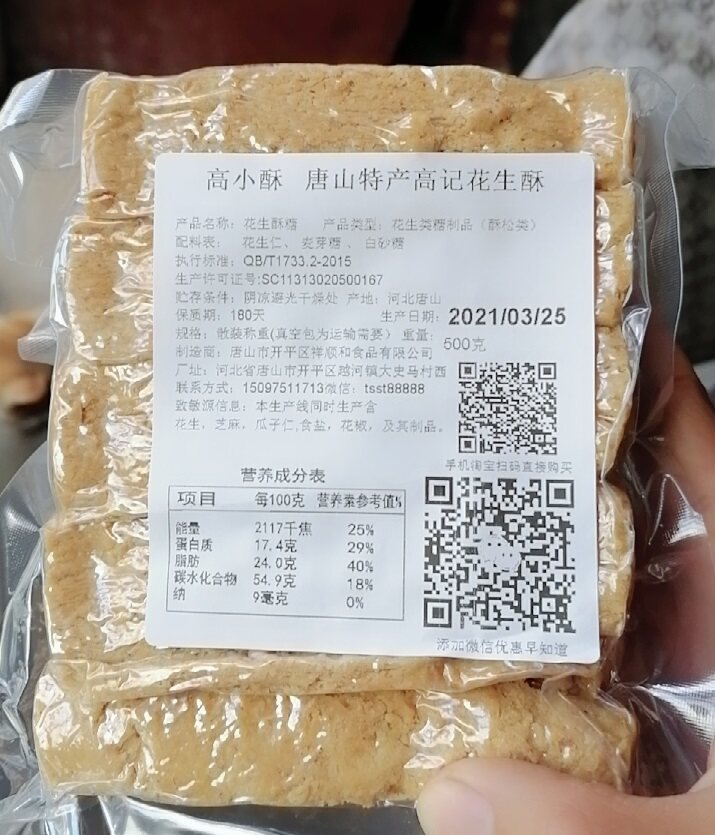 高小酥 唐山特产高记花生酥
产品名称：花生酥糖 产品类型：花生类糖制品（酥松类）
配料表： 花生仁、麦芽糖、白砂糖
执行标准：QB/T1733.2-2015
生产许可证号:SC11313020500167
贮存条件：阴凉避光干燥处 产地：河北唐山
保质期：180天 生产日期：2021/03/25
规格：散装称重(真空包为运输需要） 重量：500克
制造商：唐山市开平区祥顺和食品有限公司
厂址：河北省唐山市开平区越河镇大史马村西
联系方式：15097511713微信：tsst88888
致敏源信息：本生产线同时生产含
花生，芝麻，瓜子仁,食盐，花椒，及其制品。
手机淘宝扫码直接购买
营养成分表
项目 每100克 营养素参考值%
能量 2117千焦 25%
蛋白质 17.4克 29%
脂肪 24.0克 40%
碳水化合物 54.9克 18%
纳 9毫克 0%
添加微信优惠早知道